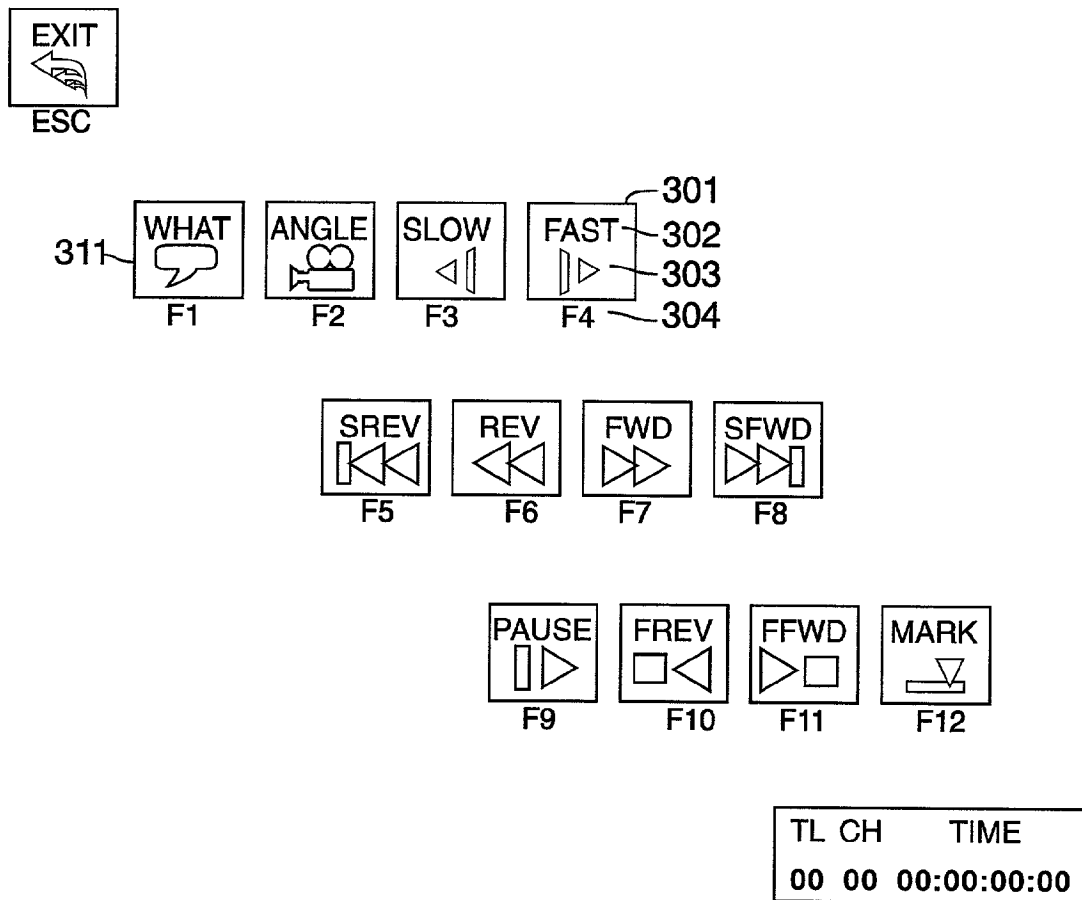 EXIT
ESC
301
WHAT ANGLE SLOW FAST 302
311 303
F1 F2 F3 F4 304
SREV REV FWD SFWD
F5 F6 F7 F8
PAUSE FREV FFWD MARK
F9 F10 F11 F12
TL CH TIME
00 00 00:00:00:00